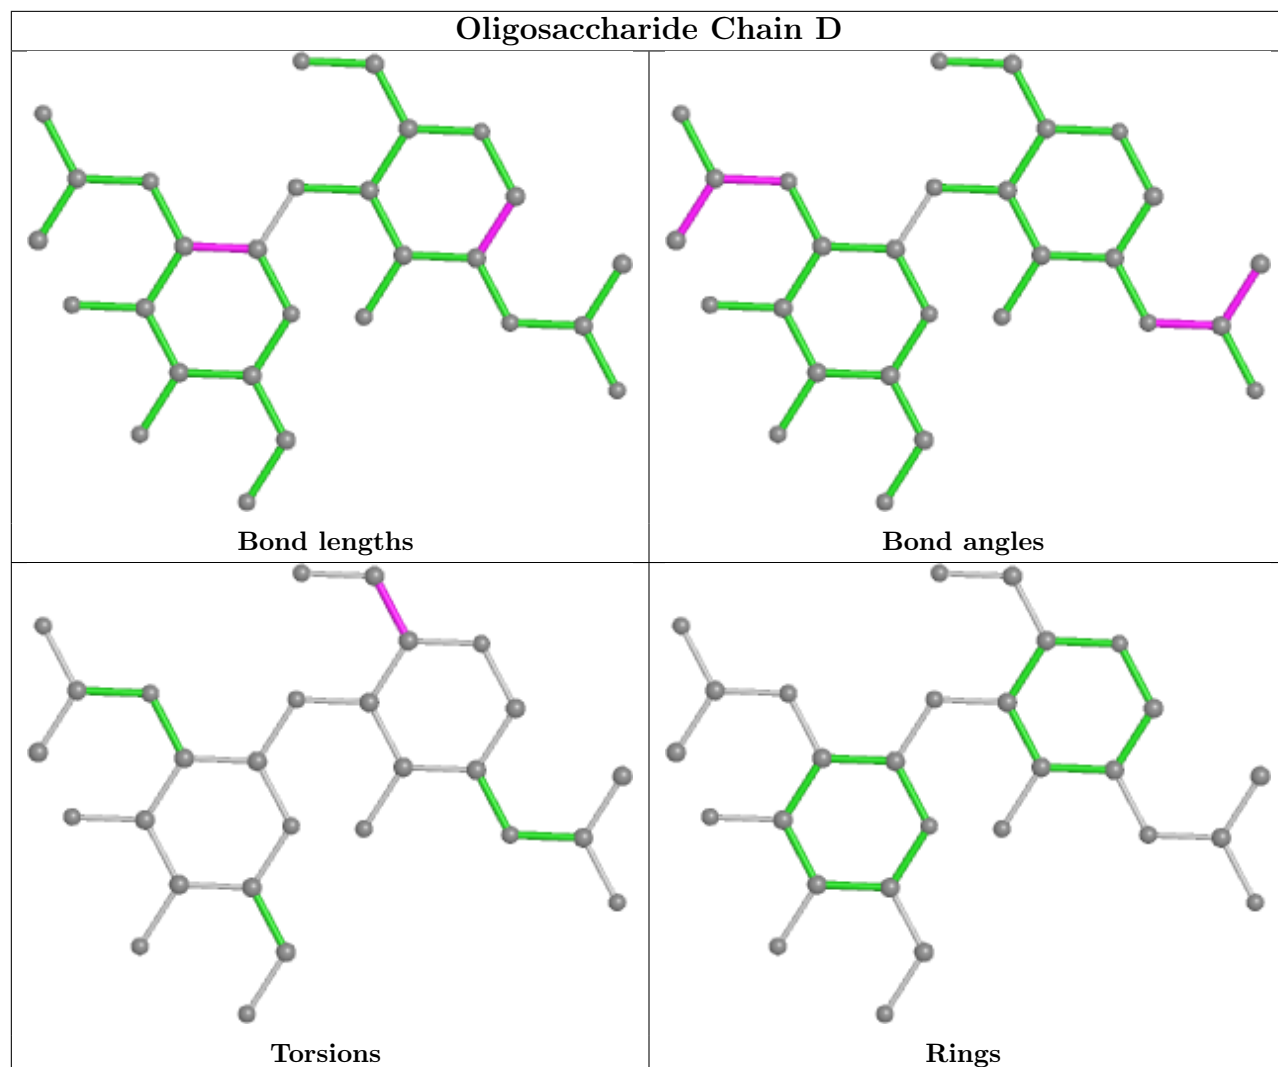 Oligosaccharide Chain D
Bond lengths
Bond angles
Torsions
Rings